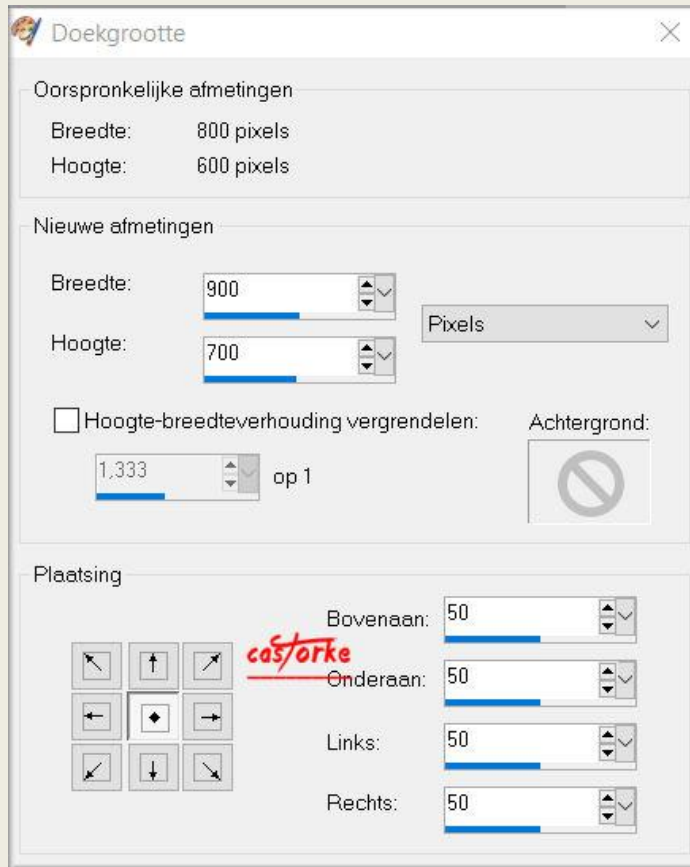 Doekgrootte
Oorspronkelijke afmetingen
Breedte: 800 pixels
Hoogte: 600 pixels
Nieuwe afmetingen
Breedte: 900
Pixels
Hoogte: 700
Hoogte-breedteverhouding vergrendelen: Achtergrond:
1,333 op 1
Plaatsing
Bovenaan: 50
castorke
Onderaan: 50
Links: 50
Rechts: 50